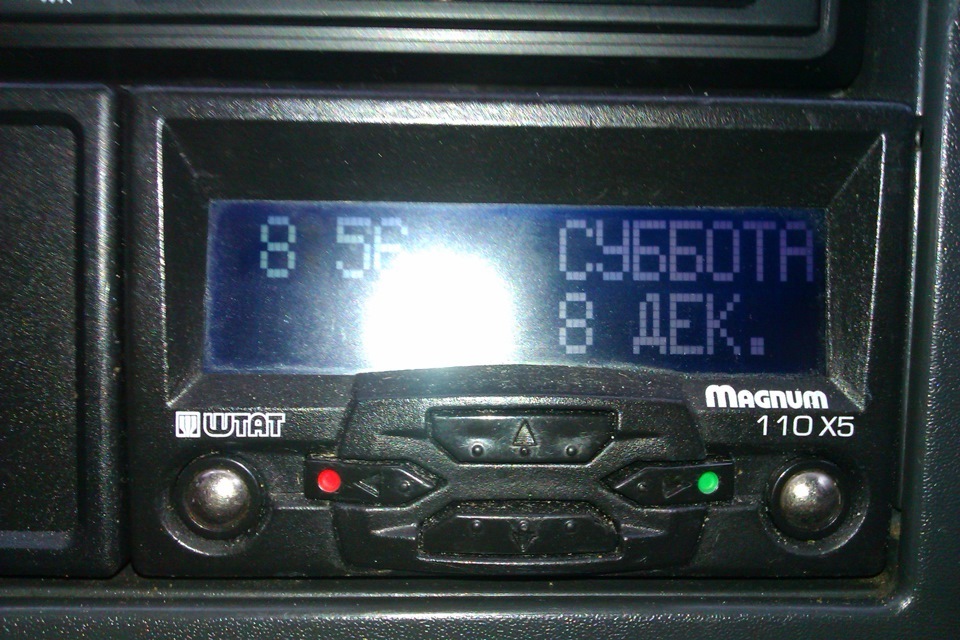 8 56 СУББОТА
8 ДЕК.
ШТАТ
MAGNUM
110 X5